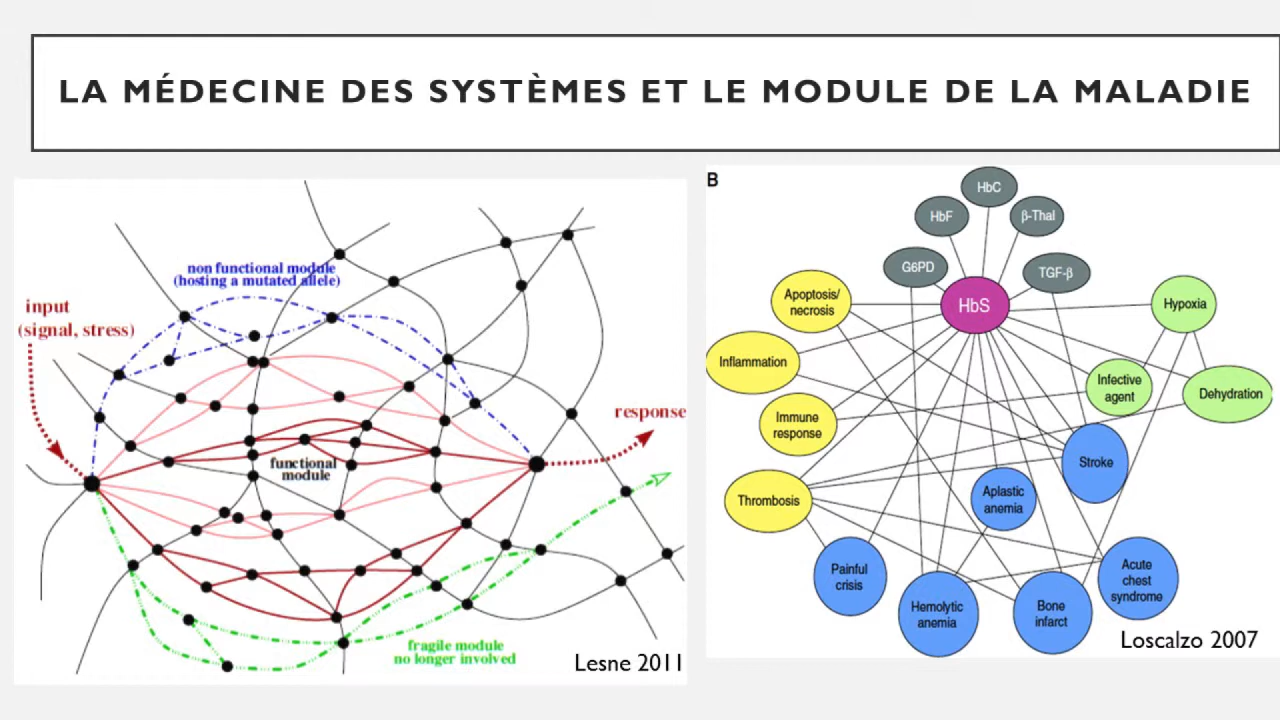 LA MÉDECINE DES SYSTÈMES ET LE MODULE DE LA MALADIE
non functional module
(hosting a mutated allele)
input
(signal, stress)
response
functional
module
fragile module
no longer involved
Lesne 2011
B
HbC
HbF
β-Thal
G6PD
TGF-β
HbS
Apoptosis/
necrosis
Hypoxia
Inflammation
Infective
agent
Dehydration
Immune
response
Stroke
Thrombosis
Aplastic
anemia
Painful
crisis
Hemolytic
anemia
Bone
infarct
Acute
chest
syndrome
Loscalzo 2007